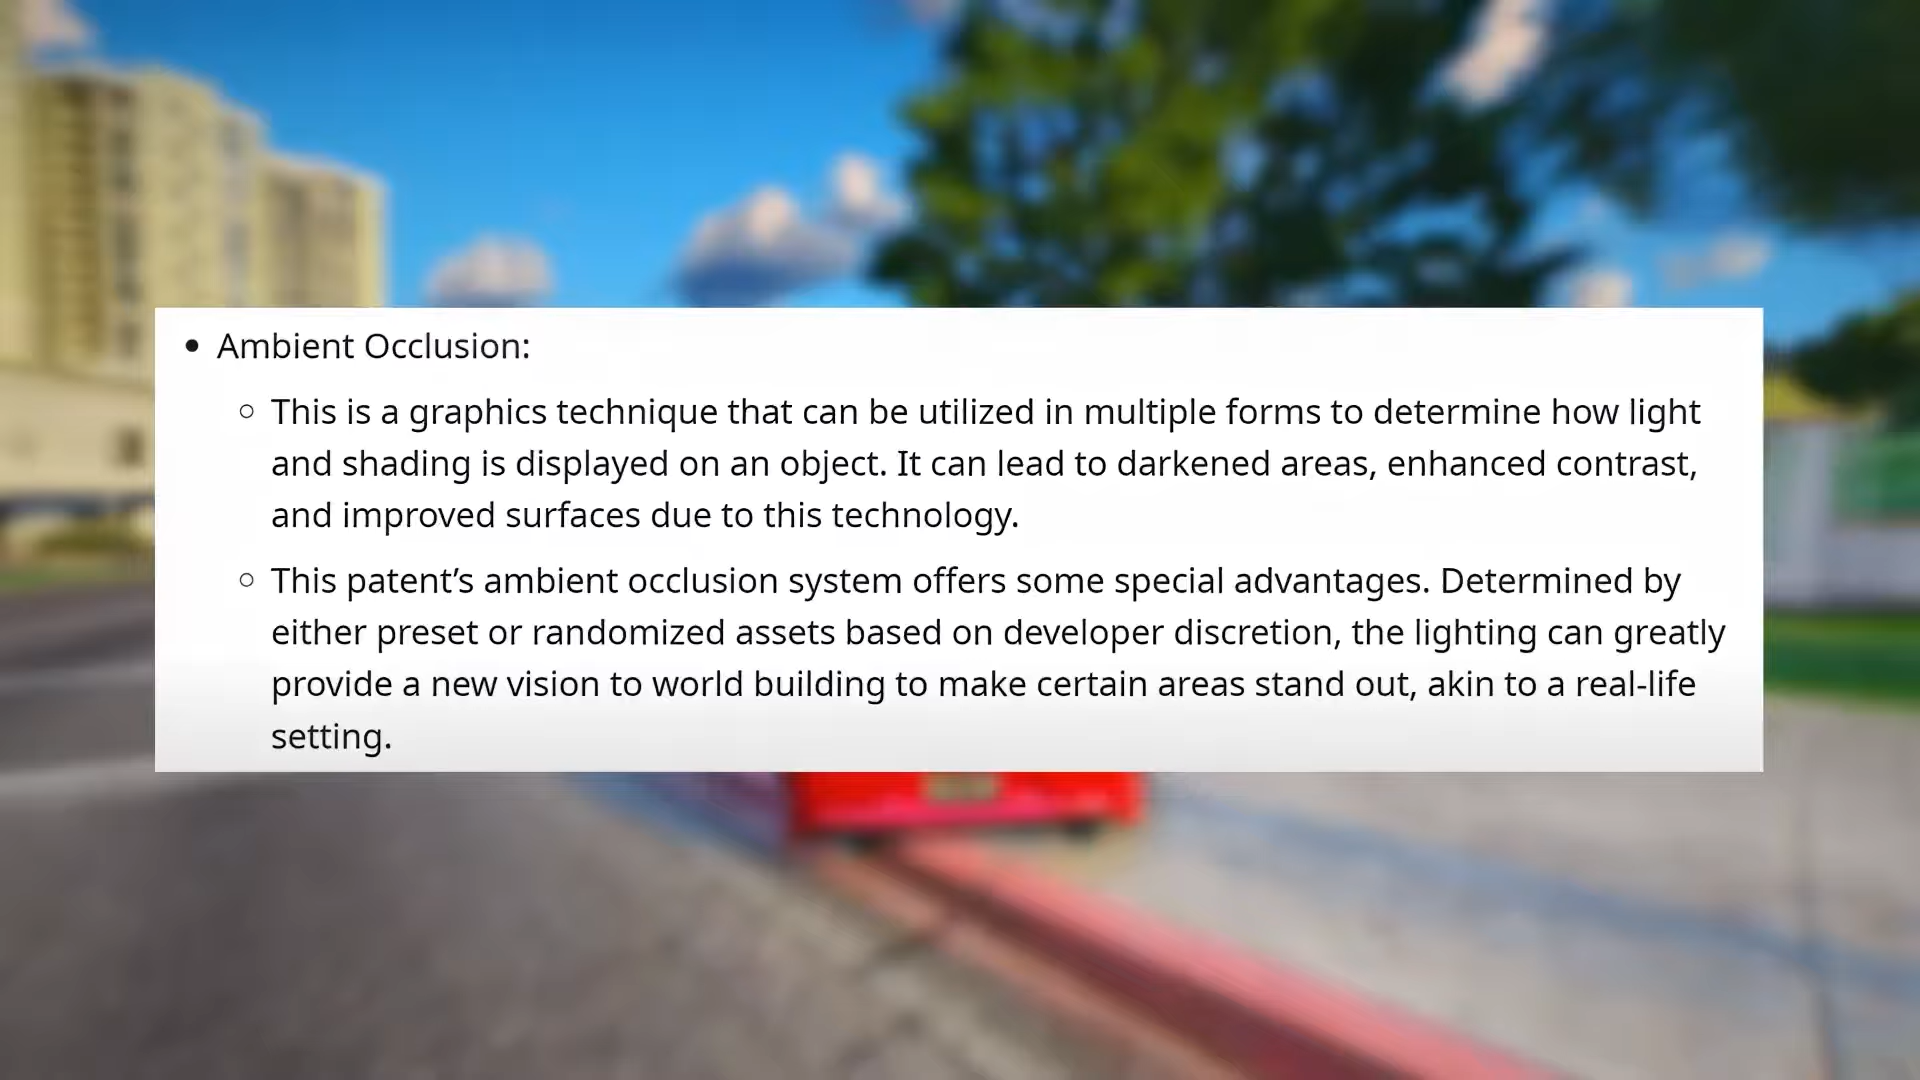 • Ambient Occlusion:
○ This is a graphics technique that can be utilized in multiple forms to determine how light
and shading is displayed on an object. It can lead to darkened areas, enhanced contrast,
and improved surfaces due to this technology.
○ This patent’s ambient occlusion system offers some special advantages. Determined by
either preset or randomized assets based on developer discretion, the lighting can greatly
provide a new vision to world building to make certain areas stand out, akin to a real-life
setting.